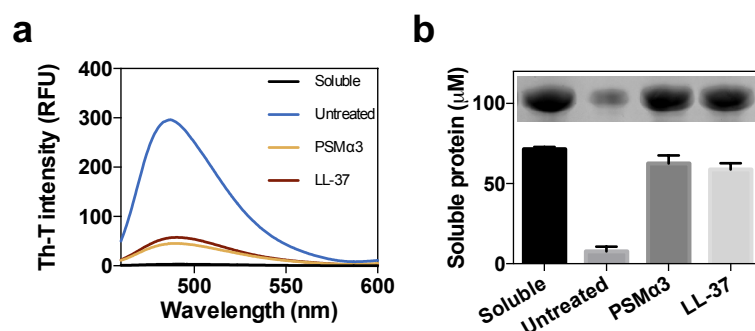 a
Th-T intensity (RFU)
400
300
200
100
0
500
550
600
Wavelength (nm)
Soluble
Untreated
PSMα3
LL-37
b
Soluble protein (μM)
100
50
0
Soluble
Untreated
PSMα3
LL-37